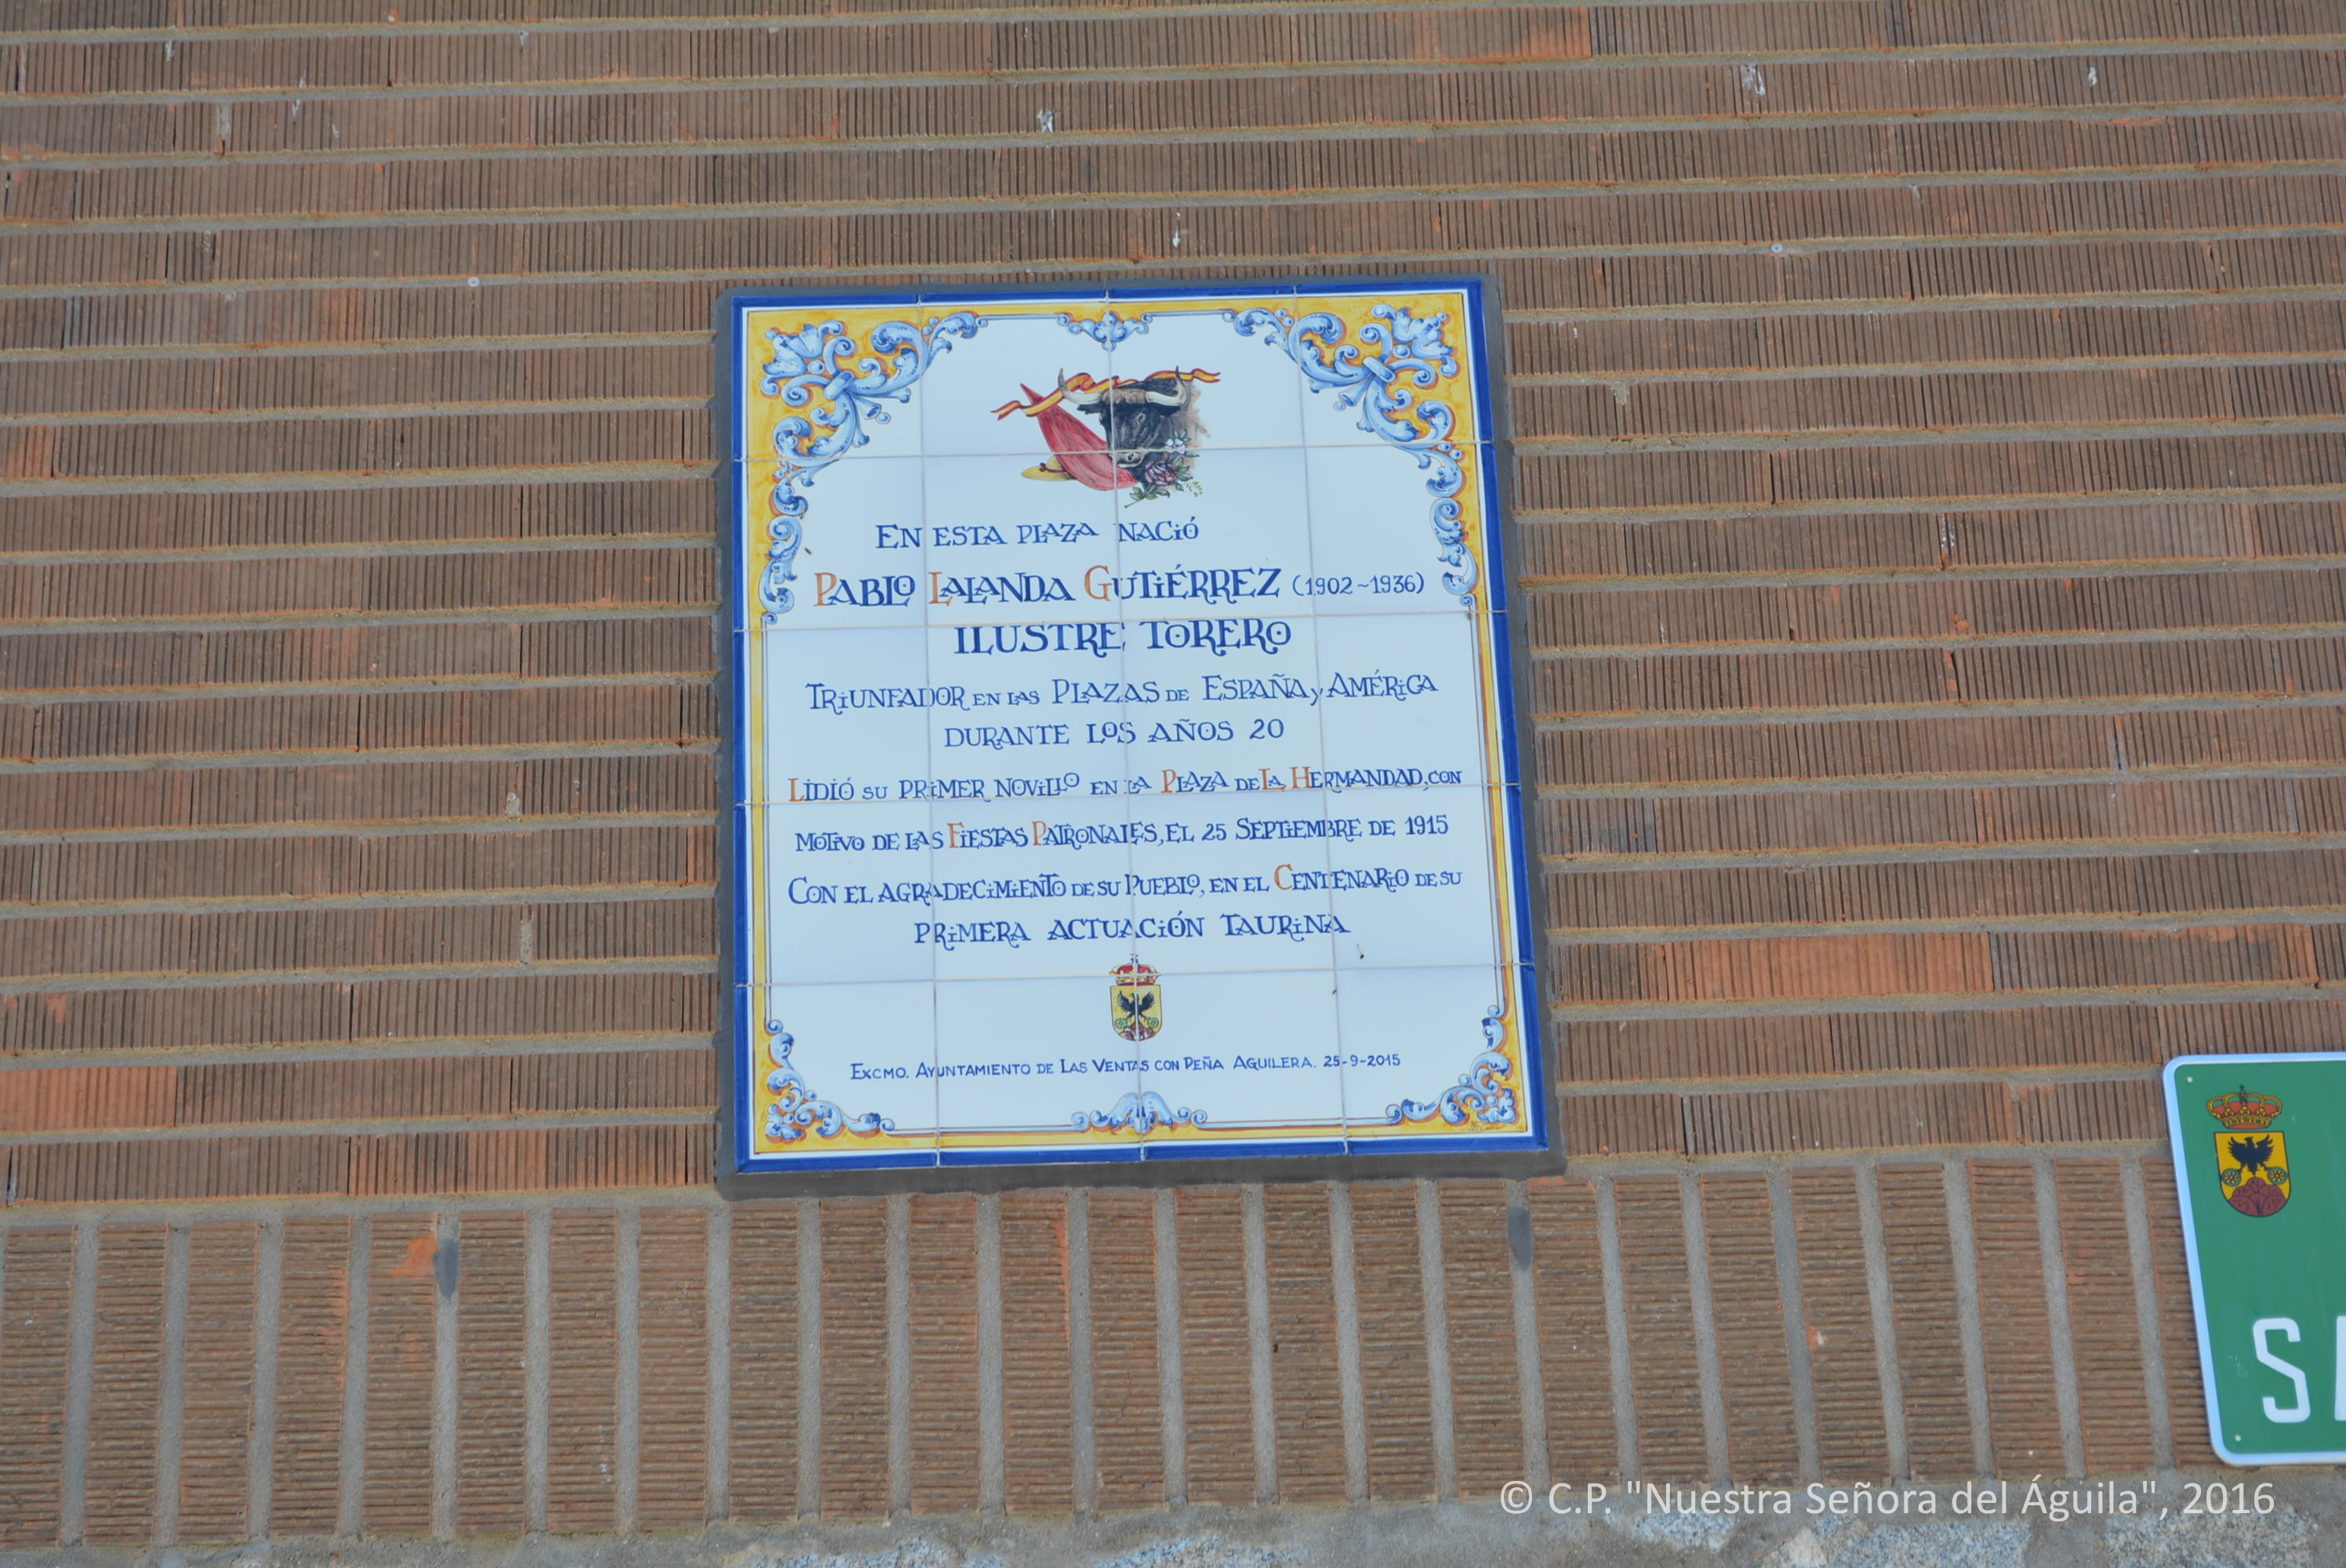 En esta plaza nació
Pablo Lalanda Gutiérrez (1902~1936)
ILUSTRE TORERO
Triunfador en las Plazas de España y América
durante los años 20
Lidió su primer novillo en la Plaza de La Hermandad, con
motivo de las Fiestas Patronales, el 25 Septiembre de 1915
Con el agradecimiento de su Pueblo, en el Centenario de su
primera actuación Taurina
Excmo. Ayuntamiento de Las Ventas con Peña Aguilera. 25-9-2015
S
© C.P. "Nuestra Señora del Águila", 2016